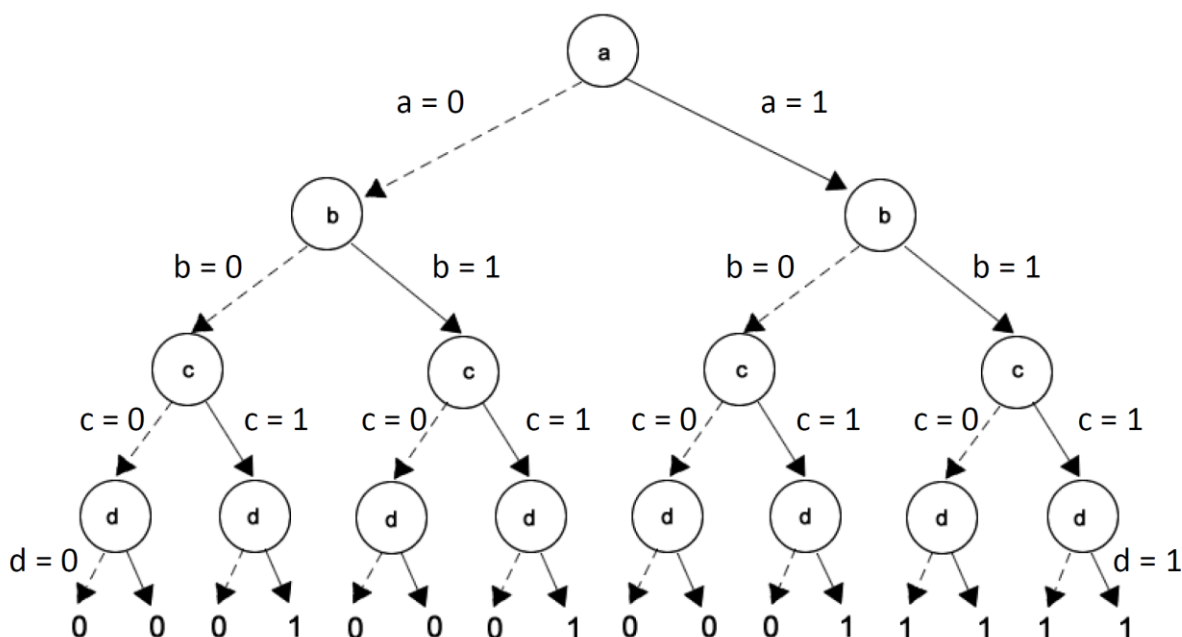 a
a = 0 a = 1
b b
b = 0 b = 1 b = 0 b = 1
c c c c
c = 0 c = 1 c = 0 c = 1 c = 0 c = 1 c = 0 c = 1
d d d d d d d d
d = 0 d = 1
0 0 0 1 0 0 0 1 0 0 0 1 1 1 1 1